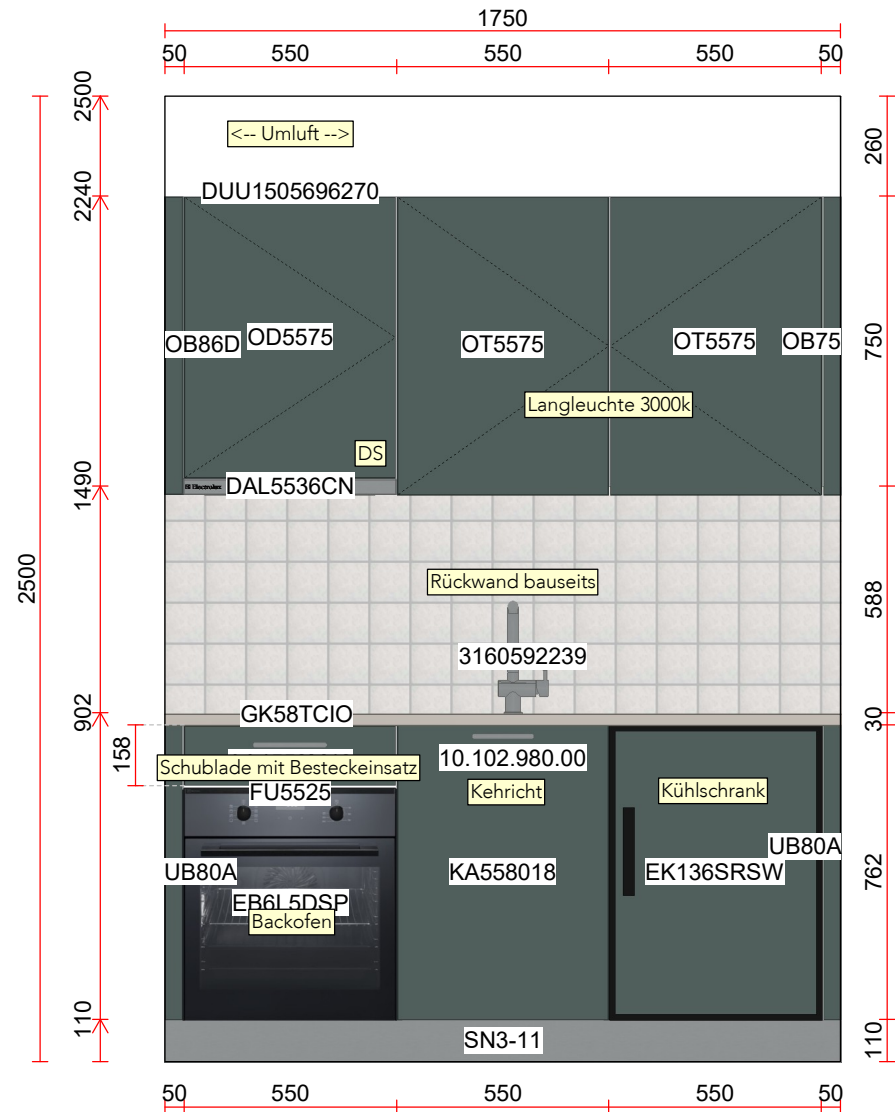 1750
50 550 550 550 50
2500
<-- Umluft -->
260
2240
DUU1505696270
OB86D
OD5575
OT5575
OT5575
OB75
750
Langleuchte 3000k
DS
Electrolux
DAL5536CN
1490
2500
Rückwand bauseits
588
3160592239
902
GK58TCIO
30
158
10.102.980.00
Schublade mit Besteckeinsatz
FU5525
Kehricht
Kühlschrank
UB80A
UB80A
KA558018
EK136SRSW
762
EB6L5DSP
Backofen
110
SN3-11
110
50 550 550 550 50